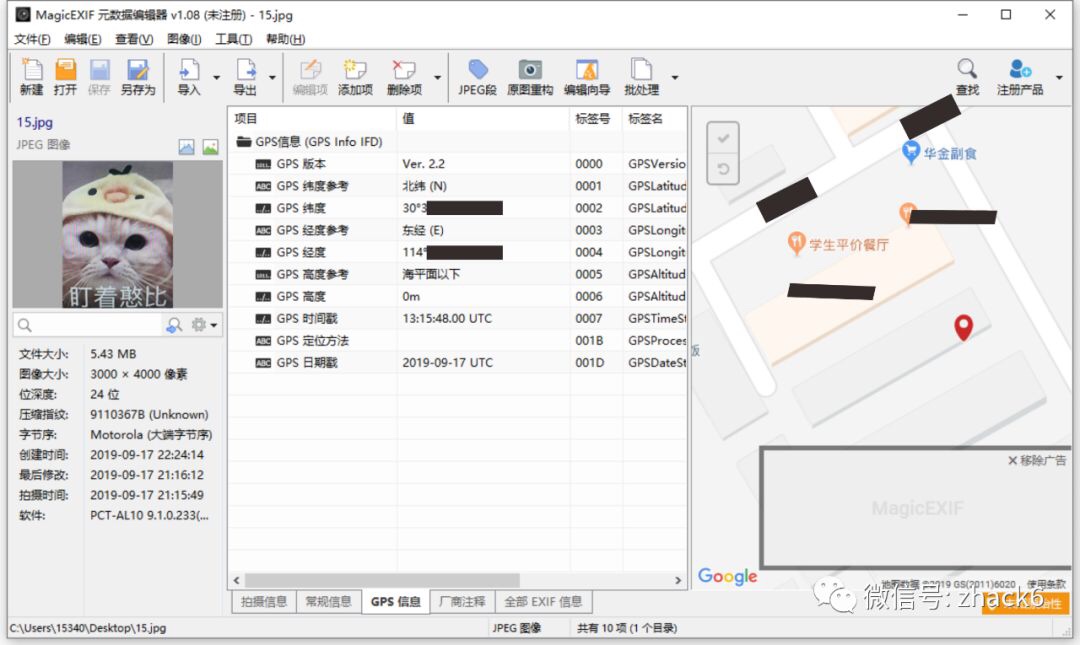 MagicEXIF 元数据编辑器 v1.08 (未注册) - 15.jpg
文件(F) 编辑(E) 查看(V) 图像(I) 工具(T) 帮助(H)
新建 打开 保存 另存为 导入 导出 编辑项 添加项 删除项 JPEG段 原图重构 编辑向导 批处理 查找 注册产品
15.jpg
JPEG 图像
盯着憨比
文件大小: 5.43 MB
图像大小: 3000 × 4000 像素
位深度: 24 位
压缩指纹: 9110367B (Unknown)
字节序: Motorola (大端字节序)
创建时间: 2019-09-17 22:24:14
最后修改: 2019-09-17 21:16:12
拍摄时间: 2019-09-17 21:15:49
软件: PCT-AL10 9.1.0.233(...
项目 值 标签号 标签名
GPS信息 (GPS Info IFD)
GPS 版本 Ver. 2.2 0000 GPSVersio
GPS 纬度参考 北纬 (N) 0001 GPSLatitud
GPS 纬度 30°3 0002 GPSLatitud
GPS 经度参考 东经 (E) 0003 GPSLongit
GPS 经度 114° 0004 GPSLongit
GPS 高度参考 海平面以下 0005 GPSAltitud
GPS 高度 0m 0006 GPSAltitud
GPS 时间戳 13:15:48.00 UTC 0007 GPSTimeSt
GPS 定位方法 001B GPSProces
GPS 日期戳 2019-09-17 UTC 001D GPSDateSt
拍摄信息 常规信息 GPS 信息 厂商注释 全部 EXIF 信息
华金副食
学生平价餐厅
移除广告
MagicEXIF
Google
地图数据 ©2019 GS(2011)6020 使用条款
微信号: zhack6
C:\Users\15340\Desktop\15.jpg JPEG 图像 共有 10 项 (1 个目录)